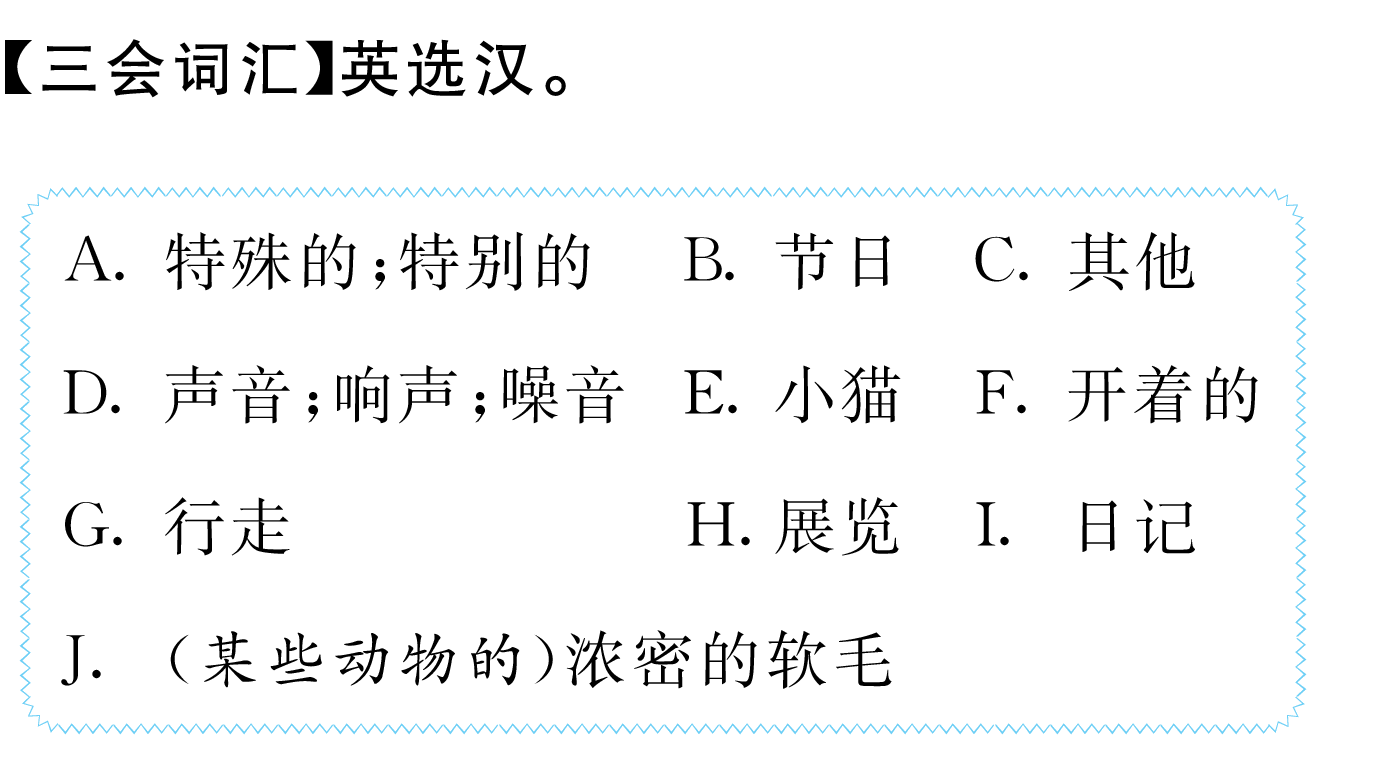 【三会词汇】英选汉。
A. 特殊的;特别的 B. 节日 C. 其他
D. 声音;响声;噪音 E. 小猫 F. 开着的
G. 行走 H. 展览 I. 日记
J. (某些动物的)浓密的软毛